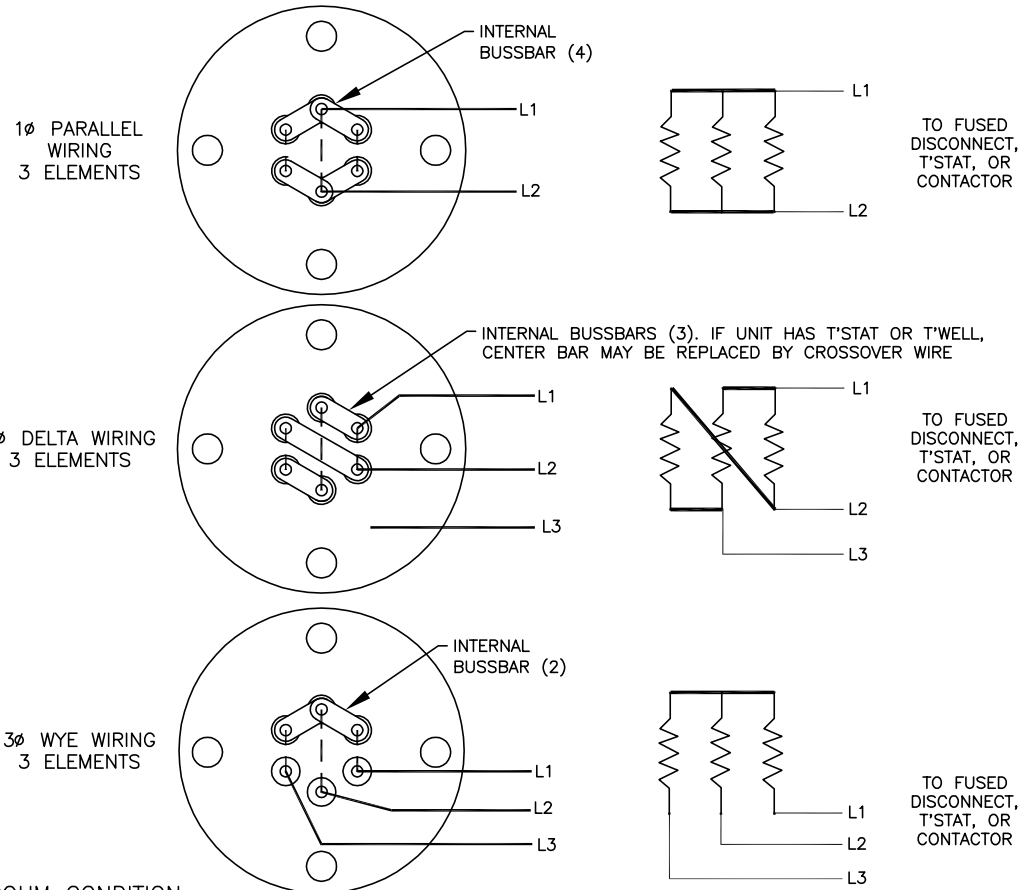 INTERNAL
BUSSBAR (4)
L1
L2
1ø PARALLEL
WIRING
3 ELEMENTS
L1
L2
TO FUSED
DISCONNECT,
T'STAT, OR
CONTACTOR
INTERNAL BUSSBARS (3). IF UNIT HAS T'STAT OR T'WELL,
CENTER BAR MAY BE REPLACED BY CROSSOVER WIRE
L1
L2
L3
ø DELTA WIRING
3 ELEMENTS
L1
L2
L3
TO FUSED
DISCONNECT,
T'STAT, OR
CONTACTOR
INTERNAL
BUSSBAR (2)
3ø WYE WIRING
3 ELEMENTS
L1
L2
L3
L1
L2
L3
TO FUSED
DISCONNECT,
T'STAT, OR
CONTACTOR